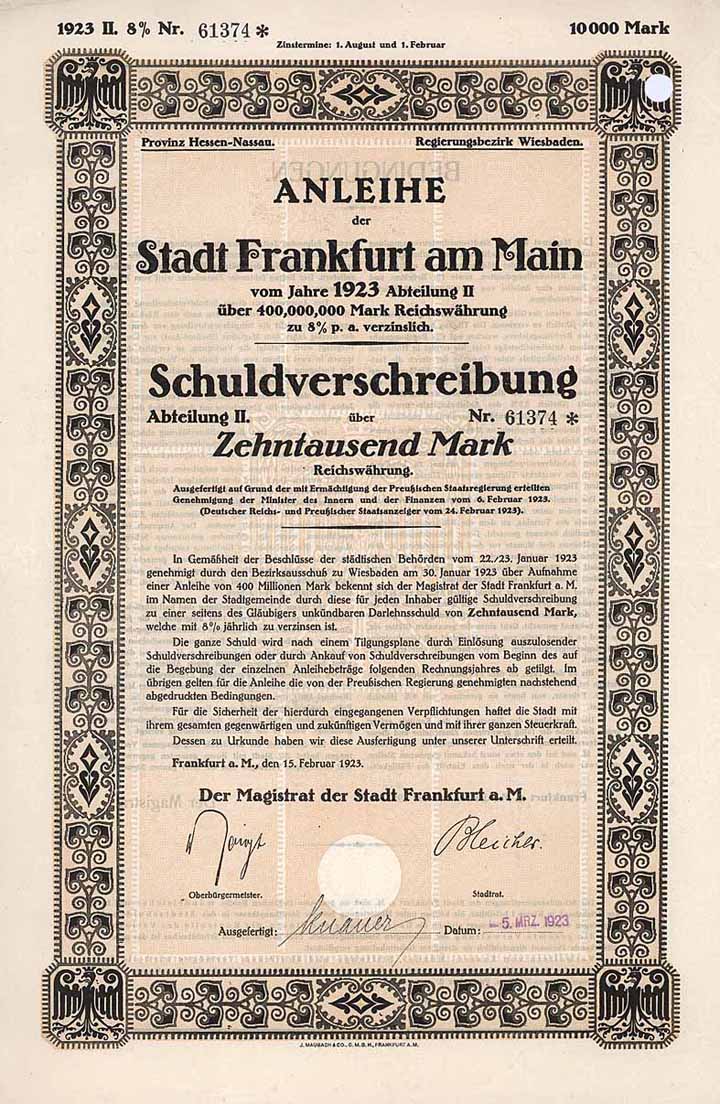 1923 II. 8% Nr. 61374 *
10000 Mark
Zinstermine: 1. August und 1. Februar
Provinz Hessen-Nassau.
Regierungsbezirk Wiesbaden.
ANLEIHE
der
Stadt Frankfurt am Main
vom Jahre 1923 Abteilung II
über 400,000,000 Mark Reichswährung
zu 8% p. a. verzinslich.
Schuldverschreibung
Abteilung II. über Nr. 61374 *
Zehntausend Mark
Reichswährung.
Ausgefertigt auf Grund der mit Ermächtigung der Preußischen Staatsregierung erteilten
Genehmigung der Minister des Innern und der Finanzen vom 6. Februar 1923.
(Deutscher Reichs- und Preußischer Staatsanzeiger vom 24. Februar 1923).
In Gemäßheit der Beschlüsse der städtischen Behörden vom 22./23. Januar 1923
genehmigt durch den Bezirksausschuß zu Wiesbaden am 30. Januar 1923 über Aufnahme
einer Anleihe von 400 Millionen Mark bekennt sich der Magistrat der Stadt Frankfurt a. M.
im Namen der Stadtgemeinde durch diese für jeden Inhaber gültige Schuldverschreibung
zu einer seitens des Gläubigers unkündbaren Darlehnsschuld von Zehntausend Mark,
welche mit 8% jährlich zu verzinsen ist.
Die ganze Schuld wird nach einem Tilgungsplane durch Einlösung auszulosender
Schuldverschreibungen oder durch Ankauf von Schuldverschreibungen vom Beginn des auf
die Begebung der einzelnen Anleihebeträge folgenden Rechnungsjahres ab getilgt. Im
übrigen gelten für die Anleihe die von der Preußischen Regierung genehmigten nachstehend
abgedruckten Bedingungen.
Für die Sicherheit der hierdurch eingegangenen Verpflichtungen haftet die Stadt mit
ihrem gesamten gegenwärtigen und zukünftigen Vermögen und mit ihrer ganzen Steuerkraft.
Dessen zu Urkunde haben wir diese Ausfertigung unter unserer Unterschrift erteilt.
Frankfurt a. M., den 15. Februar 1923.
Der Magistrat der Stadt Frankfurt a. M.
Voigt
Bleicher.
Oberbürgermeister.
Stadtrat.
Ausgefertigt: Knauer
Datum: - 5. MRZ. 1923
J. MAUBACH & CO., G. M. B. H., FRANKFURT A. M.